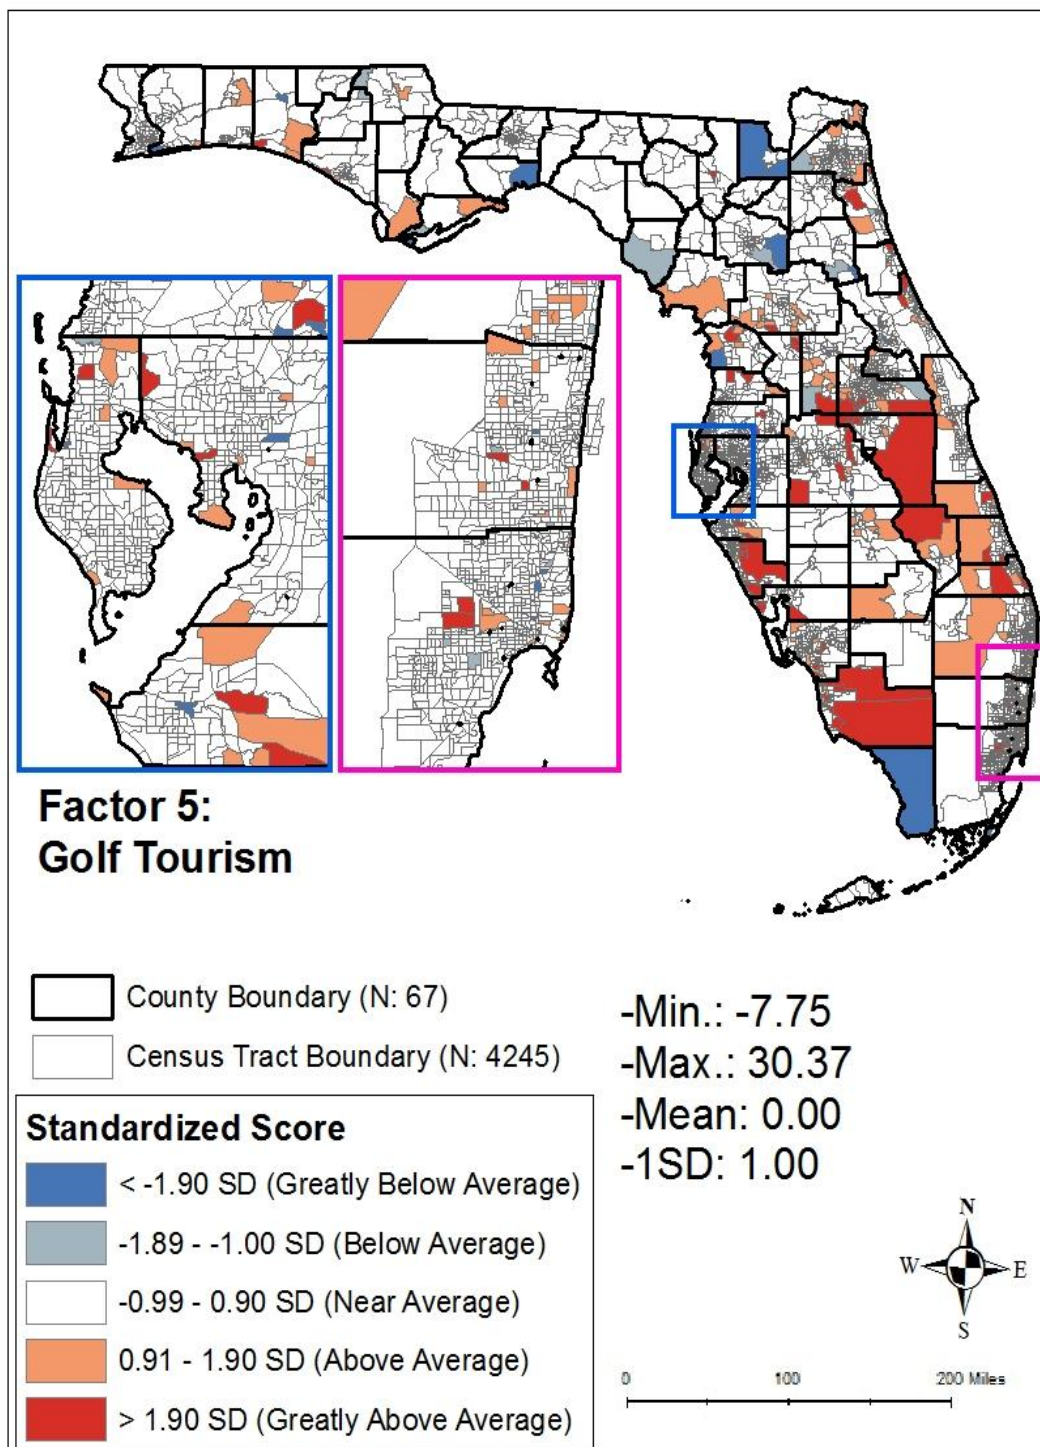 Factor 5:
Golf Tourism
County Boundary (N: 67)
Census Tract Boundary (N: 4245)
-Min.: -7.75
-Max.: 30.37
-Mean: 0.00
-1SD: 1.00
Standardized Score
< -1.90 SD (Greatly Below Average)
-1.89 - -1.00 SD (Below Average)
-0.99 - 0.90 SD (Near Average)
0.91 - 1.90 SD (Above Average)
> 1.90 SD (Greatly Above Average)
N
W E
S
0 100 200 Miles